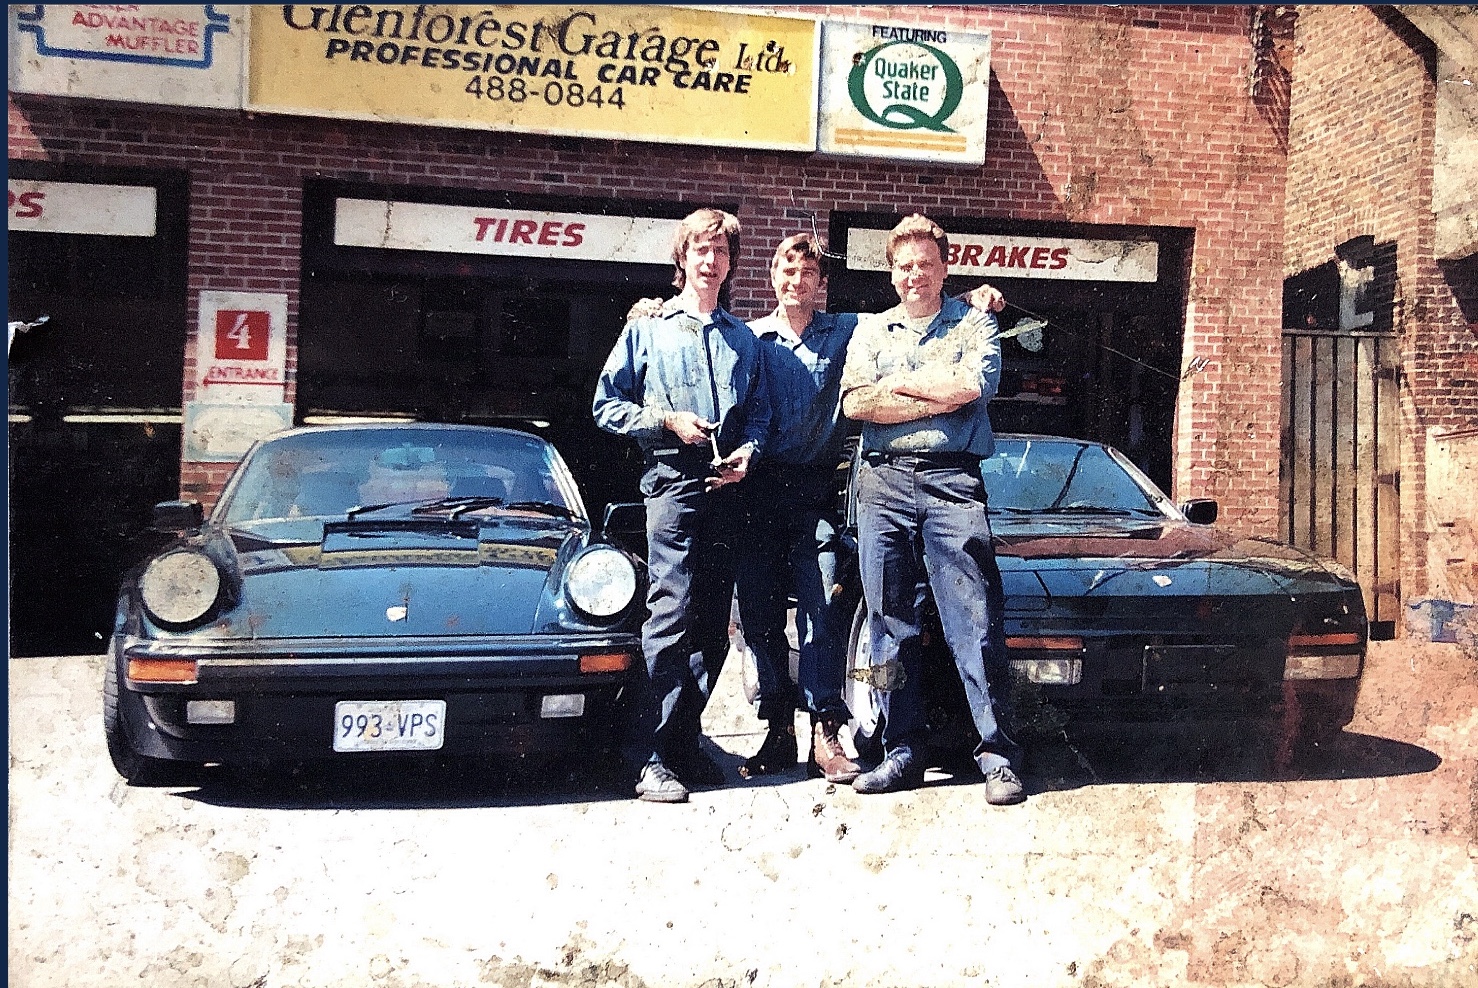 ADVANTAGE
MUFFLER
Glenforest Garage Ltd.
PROFESSIONAL CAR CARE
488-0844
FEATURING
Quaker
State
TIRES
BRAKES
4
ENTRANCE
993-VPS